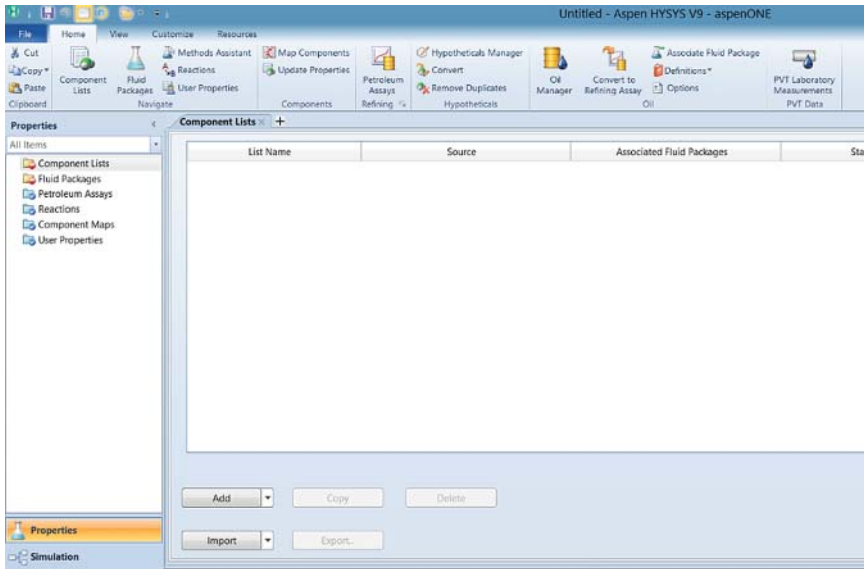 Untitled - Aspen HYSYS V9 - aspenONE
File Home View Customize Resources
Cut
Copy
Paste
Clipboard
Component Lists
Fluid Packages
Methods Assistant
Reactions
User Properties
Navigate
Map Components
Update Properties
Components
Petroleum Assays
Refining
Hypotheticals Manager
Convert
Remove Duplicates
Hypotheticals
Oil Manager
Convert to Refining Assay
Associate Fluid Package
Definitions
Options
Oil
PVT Laboratory Measurements
PVT Data
Properties
All Items
Component Lists
Fluid Packages
Petroleum Assays
Reactions
Component Maps
User Properties
Properties
Simulation
Component Lists
List Name Source Associated Fluid Packages Sta
Add Copy Delete
Import Export...